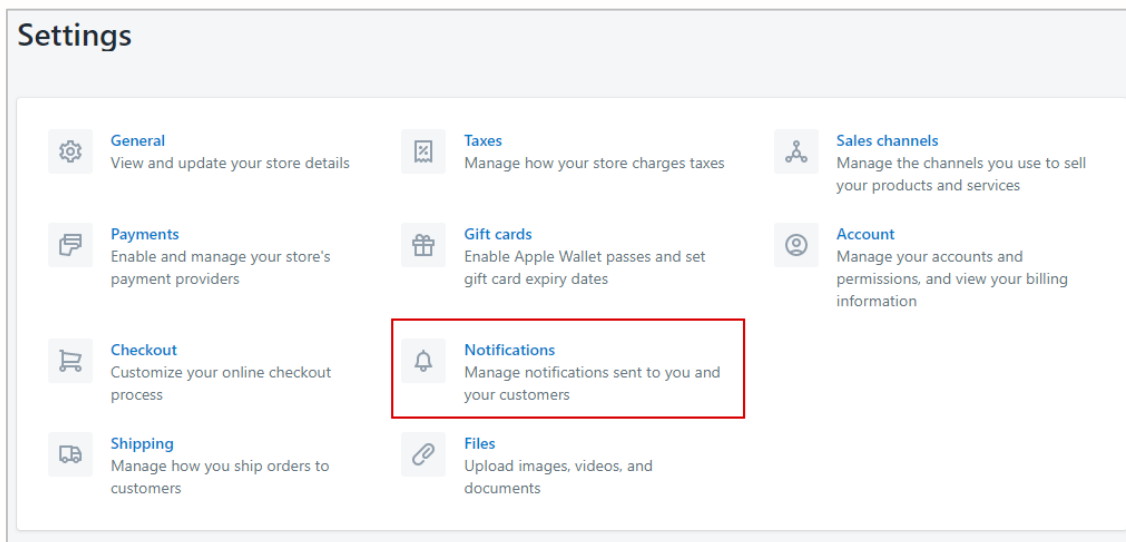 Settings
General
View and update your store details
Taxes
Manage how your store charges taxes
Sales channels
Manage the channels you use to sell
your products and services
Payments
Enable and manage your store's
payment providers
Gift cards
Enable Apple Wallet passes and set
gift card expiry dates
Account
Manage your accounts and
permissions, and view your billing
information
Checkout
Customize your online checkout
process
Notifications
Manage notifications sent to you and
your customers
Shipping
Manage how you ship orders to
customers
Files
Upload images, videos, and
documents